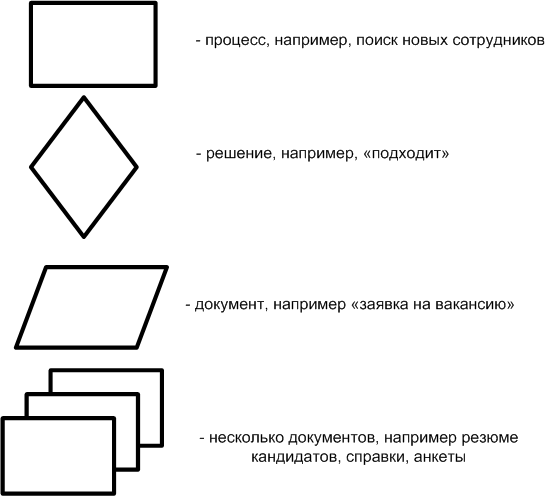 - процесс, например, поиск новых сотрудников
- решение, например, «подходит»
- документ, например «заявка на вакансию»
- несколько документов, например резюме
кандидатов, справки, анкеты